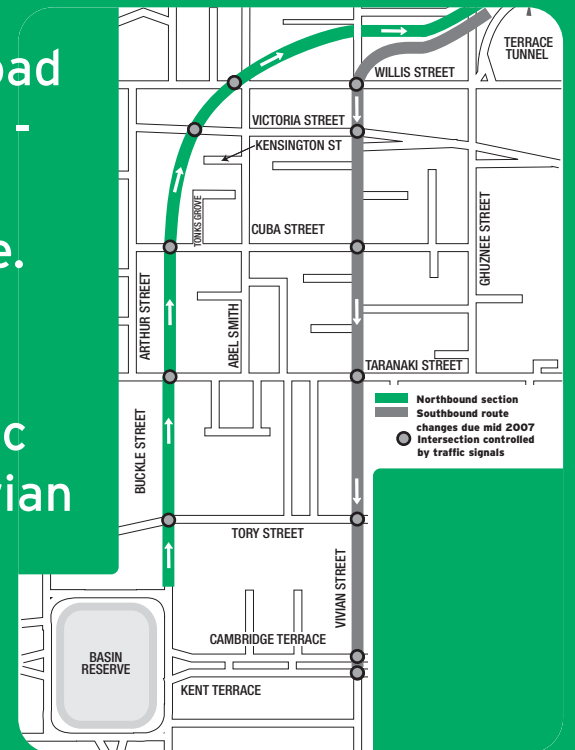 oad
-
e.
c
vian
TERRACE
TUNNEL
WILLIS STREET
VICTORIA STREET
KENSINGTON ST
TONKS GROVE
CUBA STREET
GHUZNEE STREET
ARTHUR STREET
ABEL SMITH
TARANAKI STREET
Northbound section
Southbound route
changes due mid 2007
Intersection controlled
by traffic signals
BUCKLE STREET
TORY STREET
VIVIAN STREET
CAMBRIDGE TERRACE
BASIN
RESERVE
KENT TERRACE